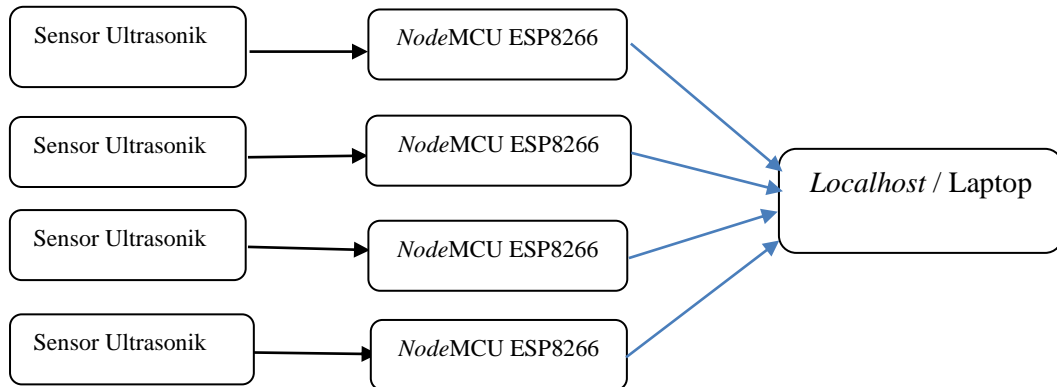 Sensor Ultrasonik
NodeMCU ESP8266
Sensor Ultrasonik
NodeMCU ESP8266
Localhost / Laptop
Sensor Ultrasonik
NodeMCU ESP8266
Sensor Ultrasonik
NodeMCU ESP8266